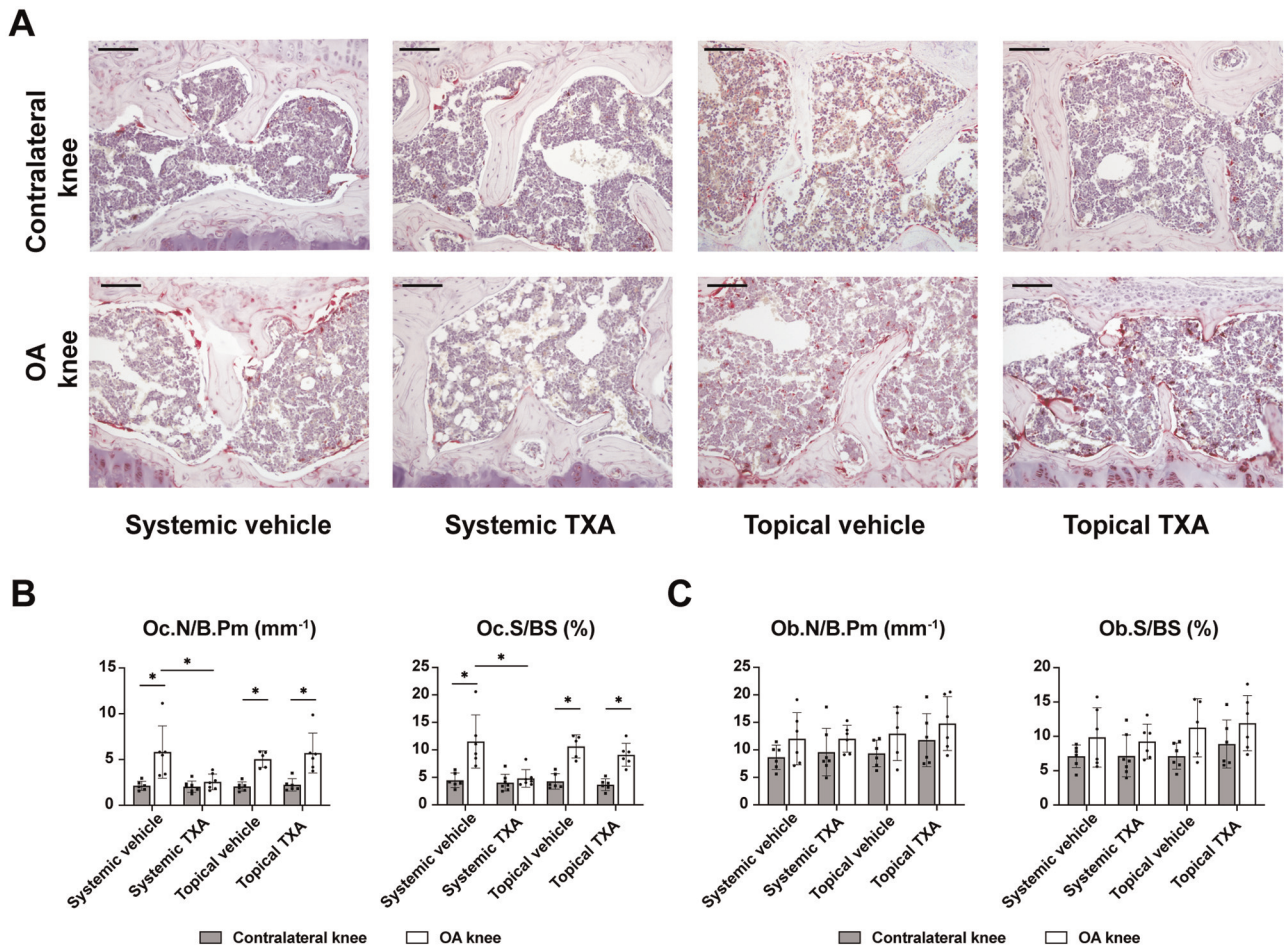 A
Contralateral
knee
OA
knee
Systemic vehicle
Systemic TXA
Topical vehicle
Topical TXA
B
Oc.N/B.Pm (mm⁻¹)
15
10
5
0
*
*
*
*
Systemic vehicle
Systemic TXA
Topical vehicle
Topical TXA
Oc.S/BS (%)
25
20
15
10
5
0
*
*
*
*
Systemic vehicle
Systemic TXA
Topical vehicle
Topical TXA
Contralateral knee
OA knee
C
Ob.N/B.Pm (mm⁻¹)
25
20
15
10
5
0
Systemic vehicle
Systemic TXA
Topical vehicle
Topical TXA
Ob.S/BS (%)
20
15
10
5
0
Systemic vehicle
Systemic TXA
Topical vehicle
Topical TXA
Contralateral knee
OA knee